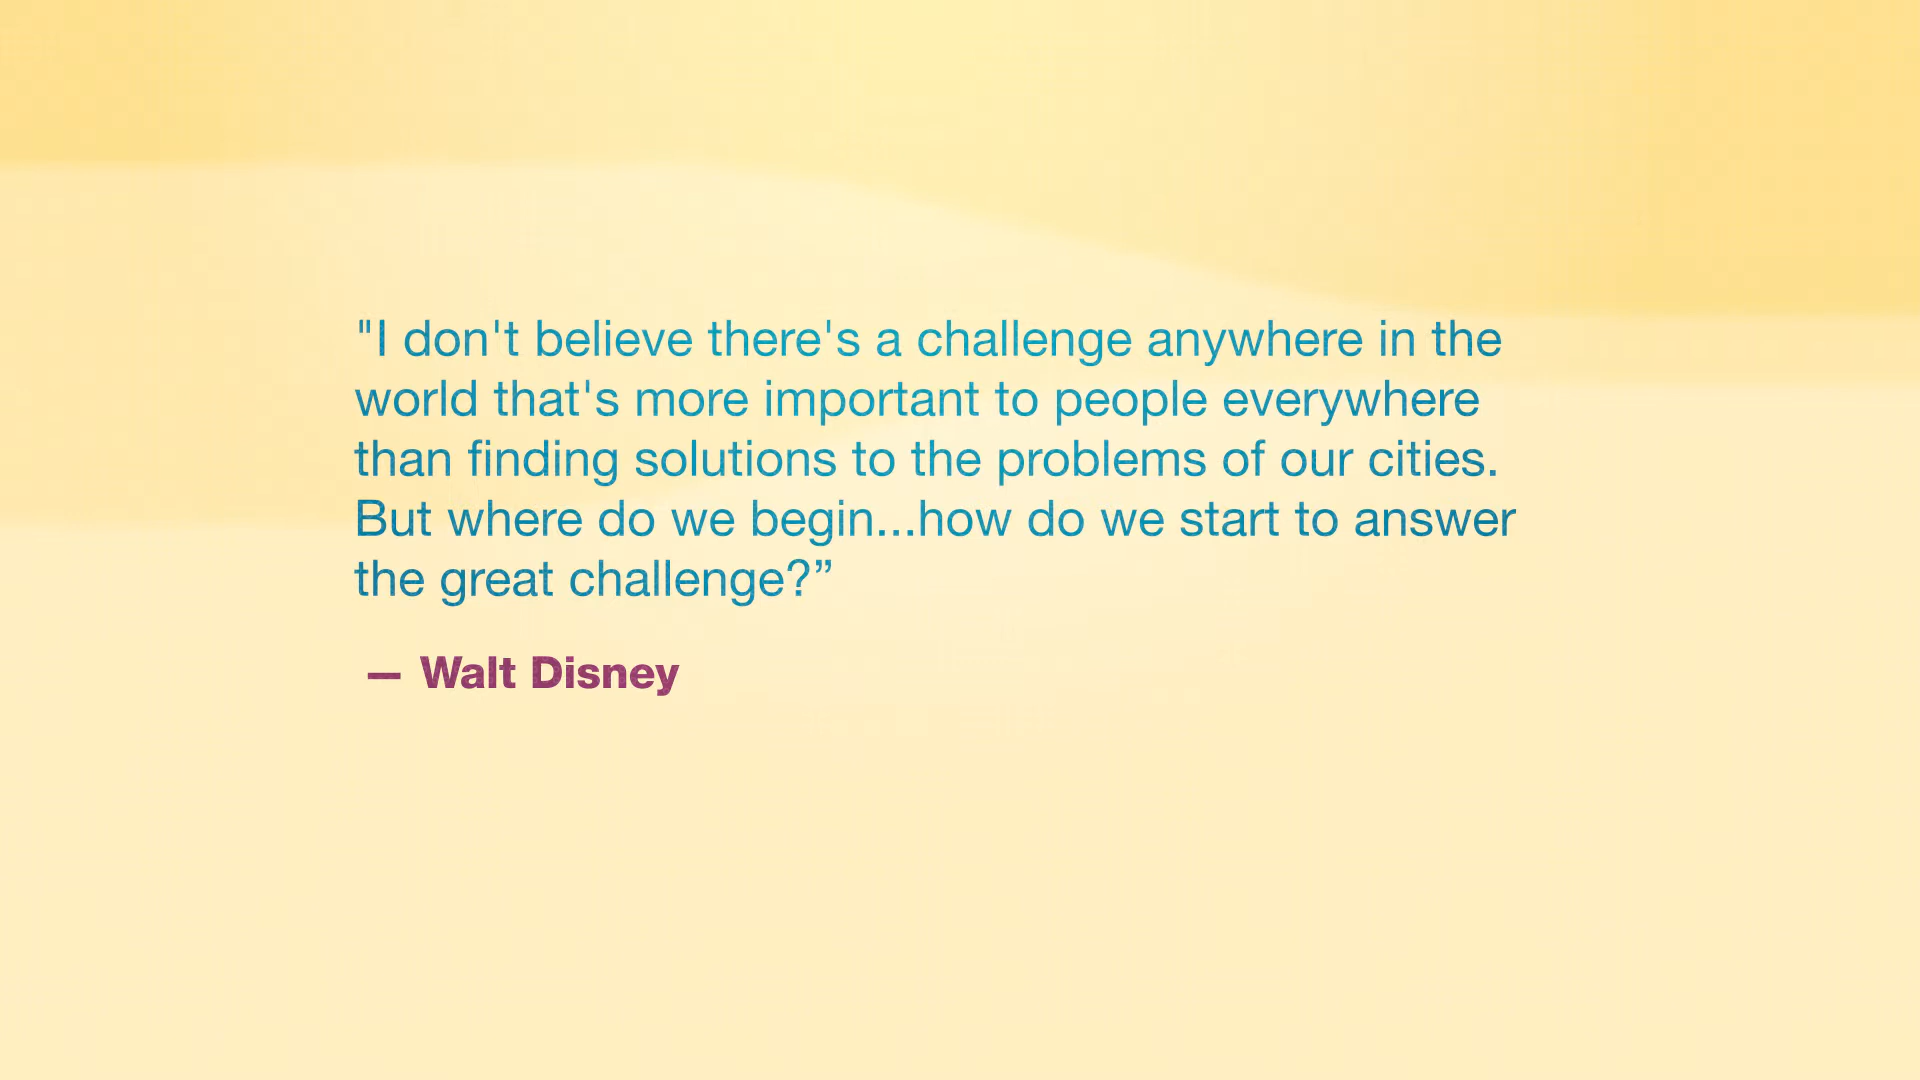 "I don't believe there's a challenge anywhere in the
world that's more important to people everywhere
than finding solutions to the problems of our cities.
But where do we begin...how do we start to answer
the great challenge?”
— Walt Disney